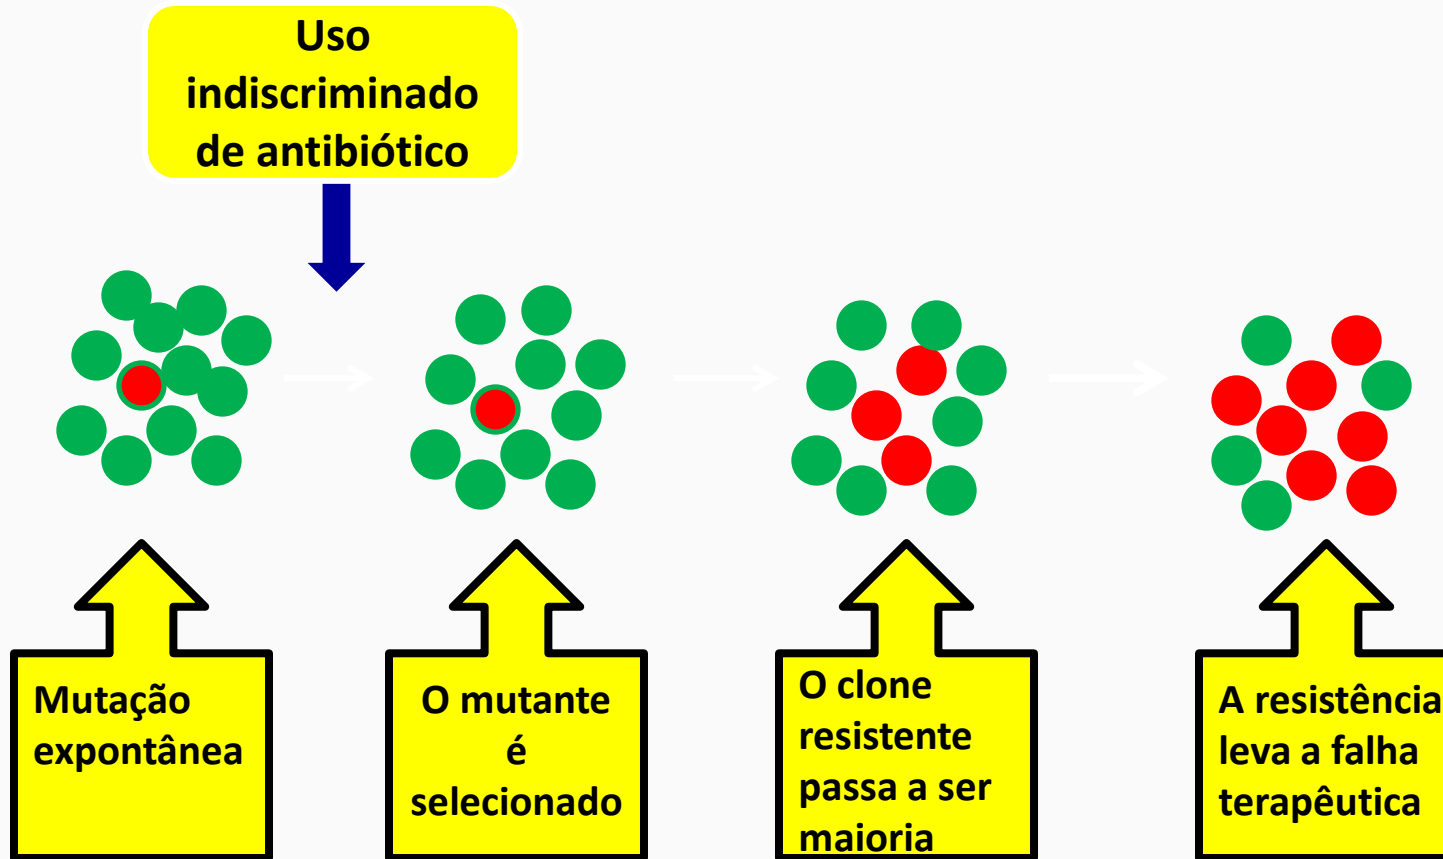 Uso
indiscriminado
de antibiótico
Mutação
expontânea
O mutante
é
selecionado
O clone
resistente
passa a ser
maioria
A resistência
leva a falha
terapêutica